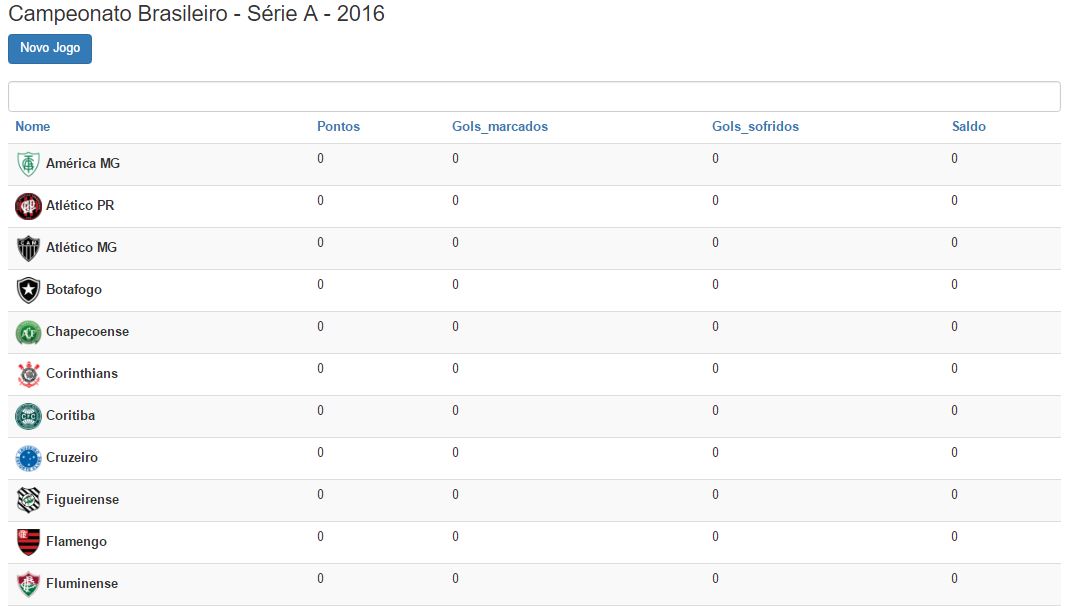 Campeonato Brasileiro - Série A - 2016
Novo Jogo
Nome Pontos Gols_marcados Gols_sofridos Saldo
América MG 0 0 0 0
Atlético PR 0 0 0 0
Atlético MG 0 0 0 0
Botafogo 0 0 0 0
Chapecoense 0 0 0 0
Corinthians 0 0 0 0
Coritiba 0 0 0 0
Cruzeiro 0 0 0 0
Figueirense 0 0 0 0
Flamengo 0 0 0 0
Fluminense 0 0 0 0